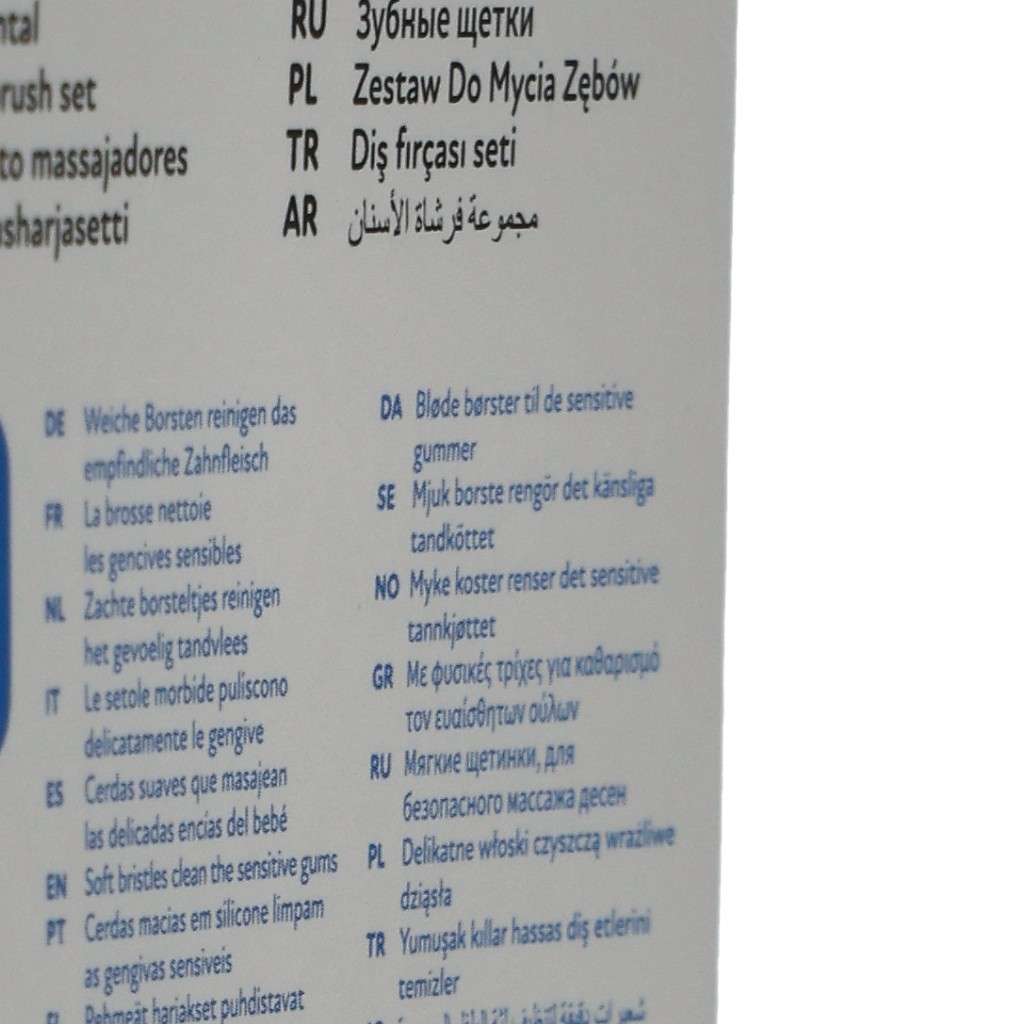 ntal
rush set
to massajadores
sharjasetti
RU Зубные щетки
PL Zestaw Do Mycia Zębów
TR Diş fırçası seti
AR مجموعة فرشاة الأسنان
DE Weiche Borsten reinigen das
empfindliche Zahnfleisch
FR La brosse nettoie
les gencives sensibles
NL Zachte borsteltjes reinigen
het gevoelig tandvlees
IT Le setole morbide puliscono
delicatamente le gengive
ES Cerdas suaves que masajean
las delicadas encías del bebé
EN Soft bristles clean the sensitive gums
PT Cerdas macias em silicone limpam
as gengivas sensíveis
FI Pehmeät harjakset puhdistavat
DA Bløde børster til de sensitive
gummer
SE Mjuk borste rengör det känsliga
tandköttet
NO Myke koster renser det sensitive
tannkjøttet
GR Με φυσικές τρίχες για καθαρισμό
τον ευαίσθητων ούλων
RU Мягкие щетинки, для
безопасного массажа десен
PL Delikatne włoski czyszczą wrażliwe
dziąsła
TR Yumuşak kıllar hassas diş etlerini
temizler